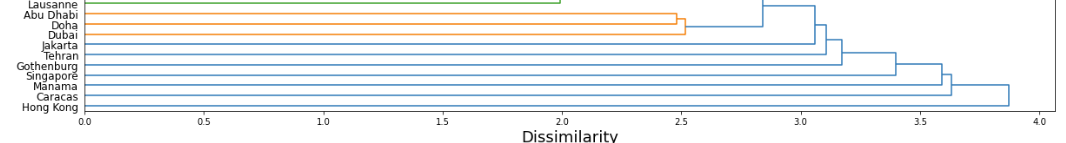 Lausanne
Abu Dhabi
Doha
Dubai
Jakarta
Tehran
Gothenburg
Singapore
Manama
Caracas
Hong Kong
0.0 0.5 1.0 1.5 2.0 2.5 3.0 3.5 4.0
Dissimilarity